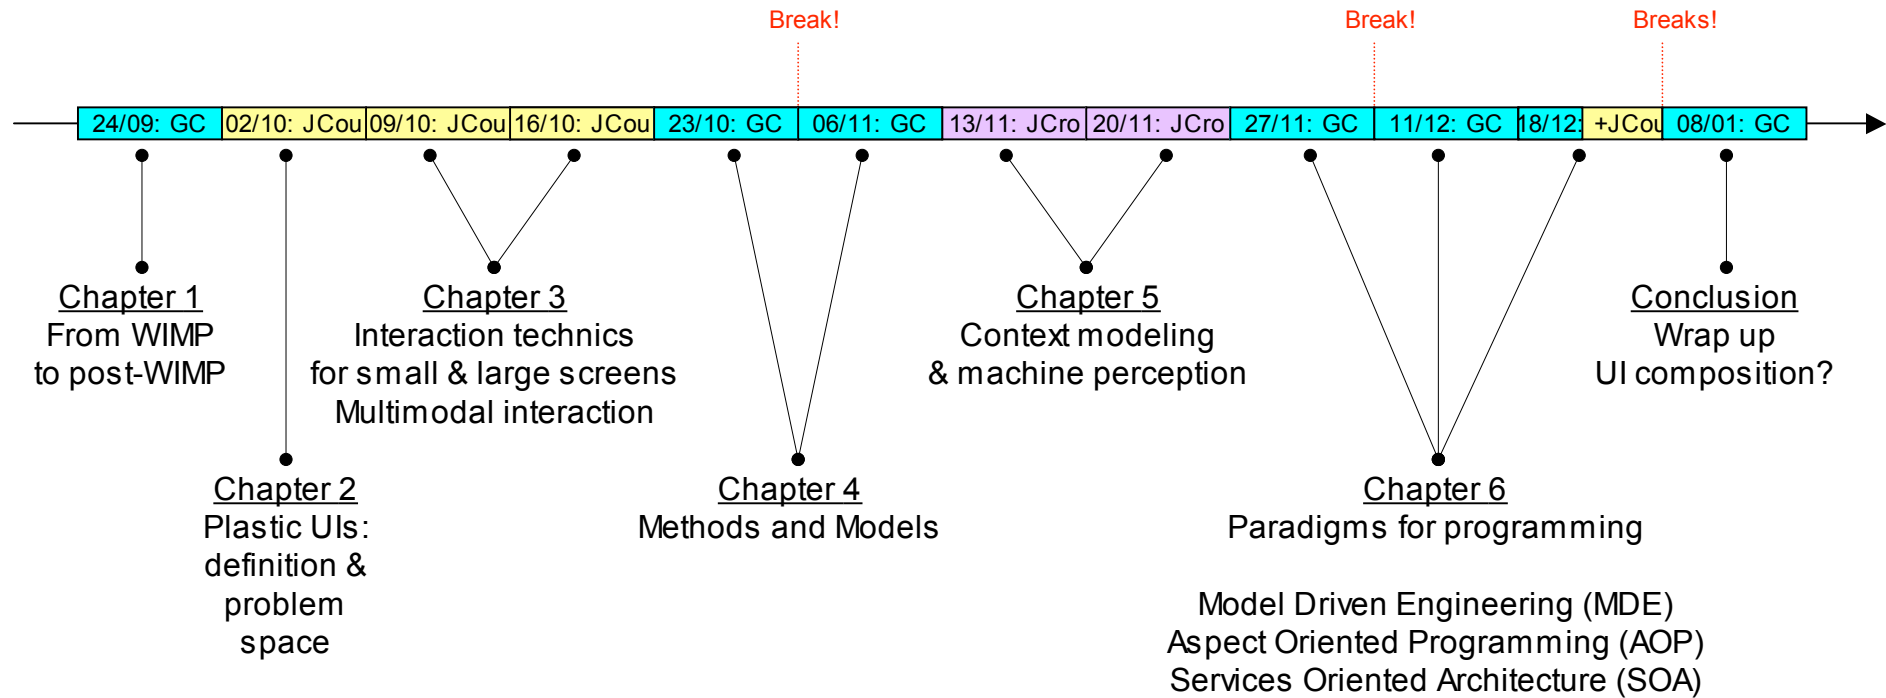 Break!
Break!
Breaks!
24/09: GC
02/10: JCou
09/10: JCou
16/10: JCou
23/10: GC
06/11: GC
13/11: JCro
20/11: JCro
27/11: GC
11/12: GC
18/12:
+JCou
08/01: GC
Chapter 1
From WIMP
to post-WIMP
Chapter 3
Interaction technics
for small & large screens
Multimodal interaction
Chapter 5
Context modeling
& machine perception
Conclusion
Wrap up
UI composition?
Chapter 2
Plastic UIs:
definition &
problem
space
Chapter 4
Methods and Models
Chapter 6
Paradigms for programming
Model Driven Engineering (MDE)
Aspect Oriented Programming (AOP)
Services Oriented Architecture (SOA)